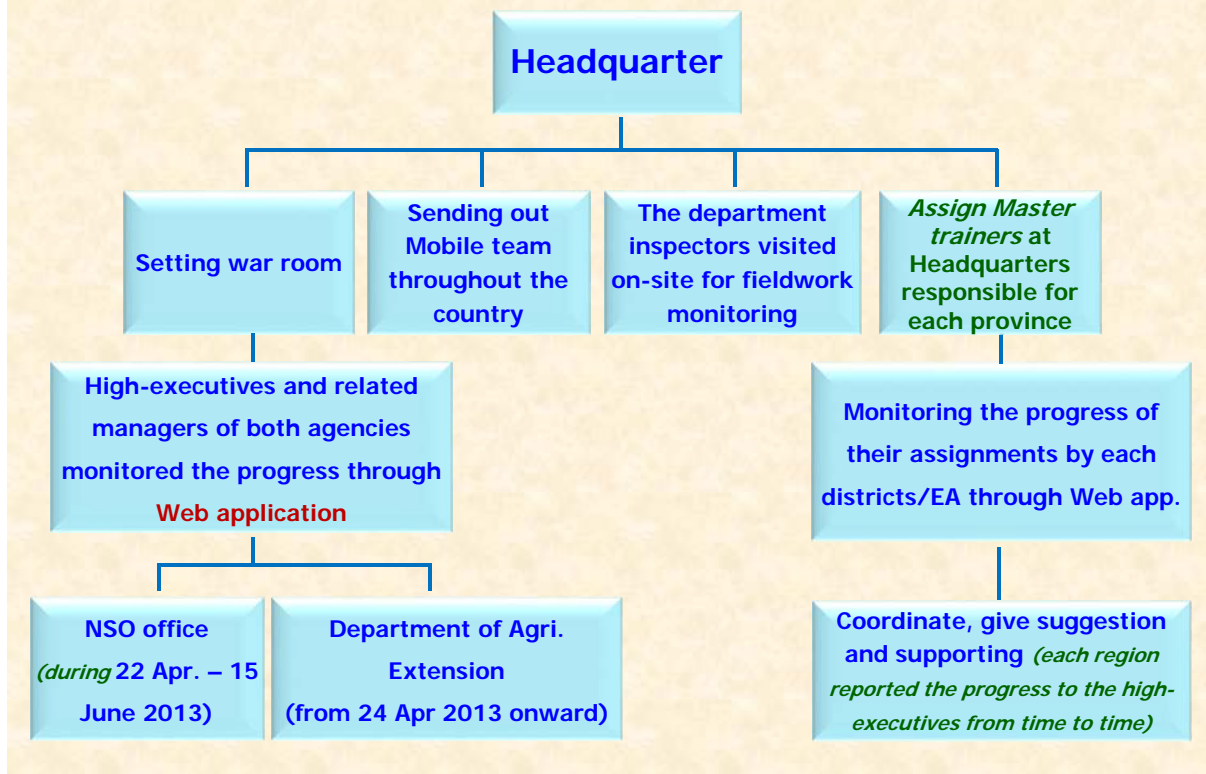 Headquarter
Setting war room
Sending out
Mobile team
throughout the
country
The department
inspectors visited
on-site for fieldwork
monitoring
Assign Master
trainers at
Headquarters
responsible for
each province
High-executives and related
managers of both agencies
monitored the progress through
Web application
Monitoring the progress of
their assignments by each
districts/EA through Web app.
NSO office
(during 22 Apr. – 15
June 2013)
Department of Agri.
Extension
(from 24 Apr 2013 onward)
Coordinate, give suggestion
and supporting (each region
reported the progress to the high-
executives from time to time)